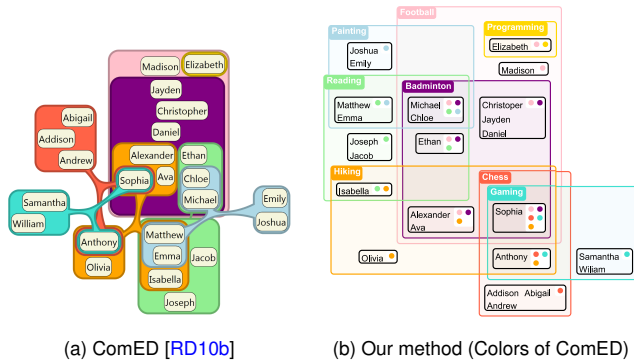 Madison
Elizabeth
Jayden
Christopher
Daniel
Abigail
Addison
Andrew
Alexander
Ethan
Sophia
Ava
Chloe
Michael
Samantha
William
Emily
Joshua
Anthony
Matthew
Olivia
Emma
Jacob
Isabella
Joseph
(a) ComED [RD10b]
Football
Painting
Programming
Joshua
Emily
Elizabeth
Madison
Reading
Badminton
Matthew
Emma
Michael
Chloe
Christoper
Jayden
Daniel
Joseph
Jacob
Ethan
Hiking
Chess
Isabella
Gaming
Alexander
Ava
Sophia
Olivia
Anthony
Samantha
Wiliam
Addison Abigail
Andrew
(b) Our method (Colors of ComED)